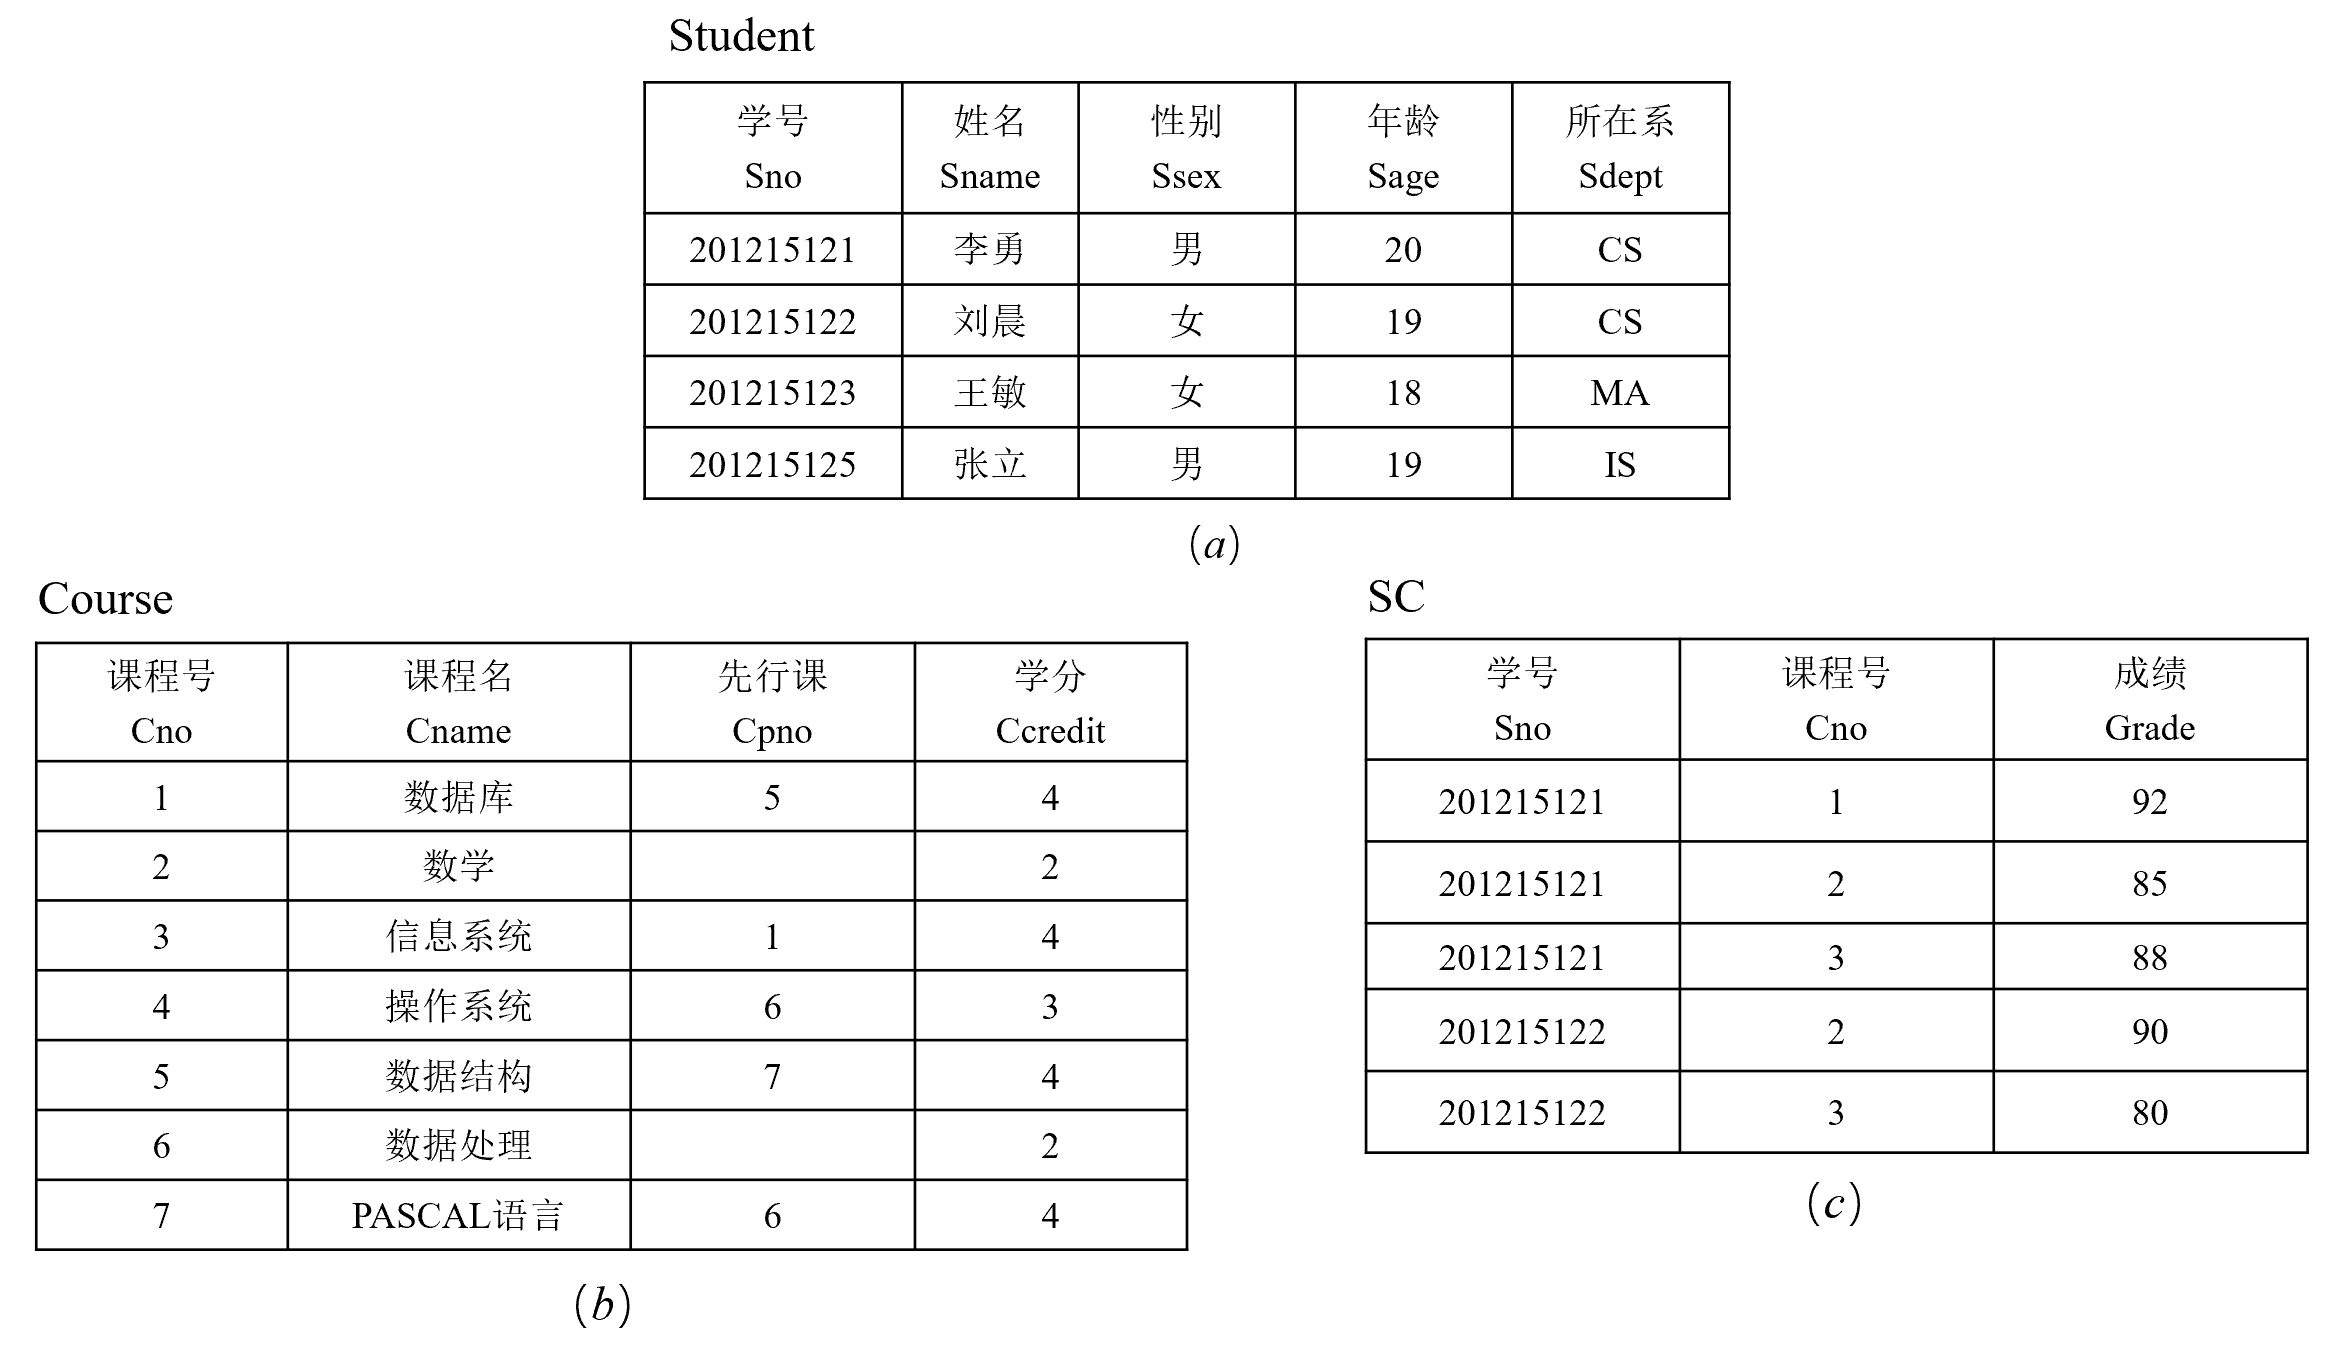 Student
学号 姓名 性别 年龄 所在系
Sno Sname Ssex Sage Sdept
201215121 李勇 男 20 CS
201215122 刘晨 女 19 CS
201215123 王敏 女 18 MA
201215125 张立 男 19 IS
(a)
Course
课程号 课程名 先行课 学分
Cno Cname Cpno Ccredit
1 数据库 5 4
2 数学 2
3 信息系统 1 4
4 操作系统 6 3
5 数据结构 7 4
6 数据处理 2
7 PASCAL语言 6 4
(b)
SC
学号 课程号 成绩
Sno Cno Grade
201215121 1 92
201215121 2 85
201215121 3 88
201215122 2 90
201215122 3 80
(c)